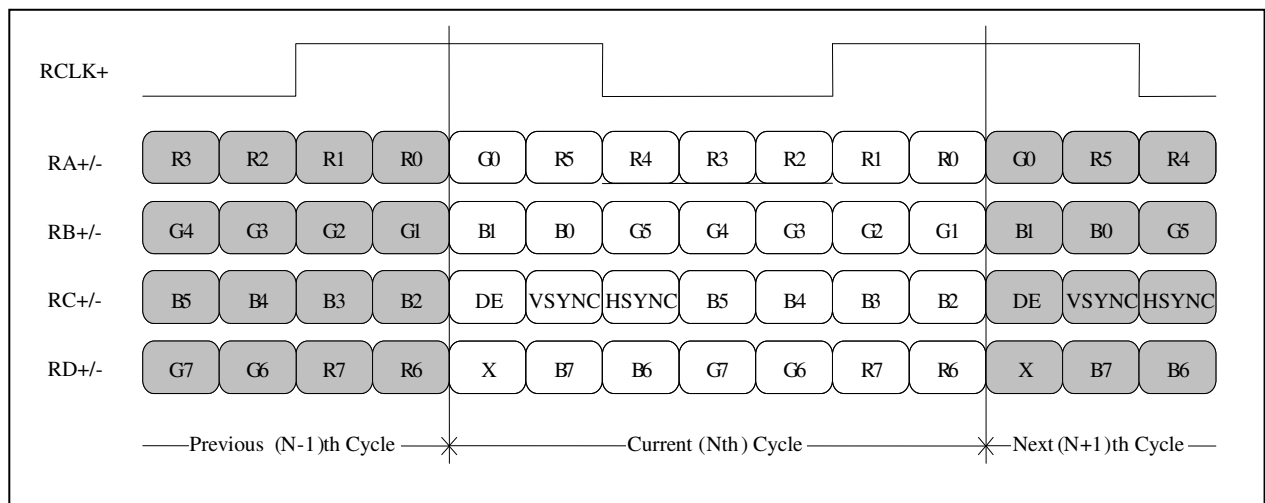 RCLK+
RA+/- R3 R2 R1 R0 G0 R5 R4 R3 R2 R1 R0 G0 R5 R4
RB+/- G4 G3 G2 G1 B1 B0 G5 G4 G3 G2 G1 B1 B0 G5
RC+/- B5 B4 B3 B2 DE VSYNC HSYNC B5 B4 B3 B2 DE VSYNC HSYNC
RD+/- G7 G6 R7 R6 X B7 B6 G7 G6 R7 R6 X B7 B6
Previous (N-1)th Cycle Current (Nth) Cycle Next (N+1)th Cycle